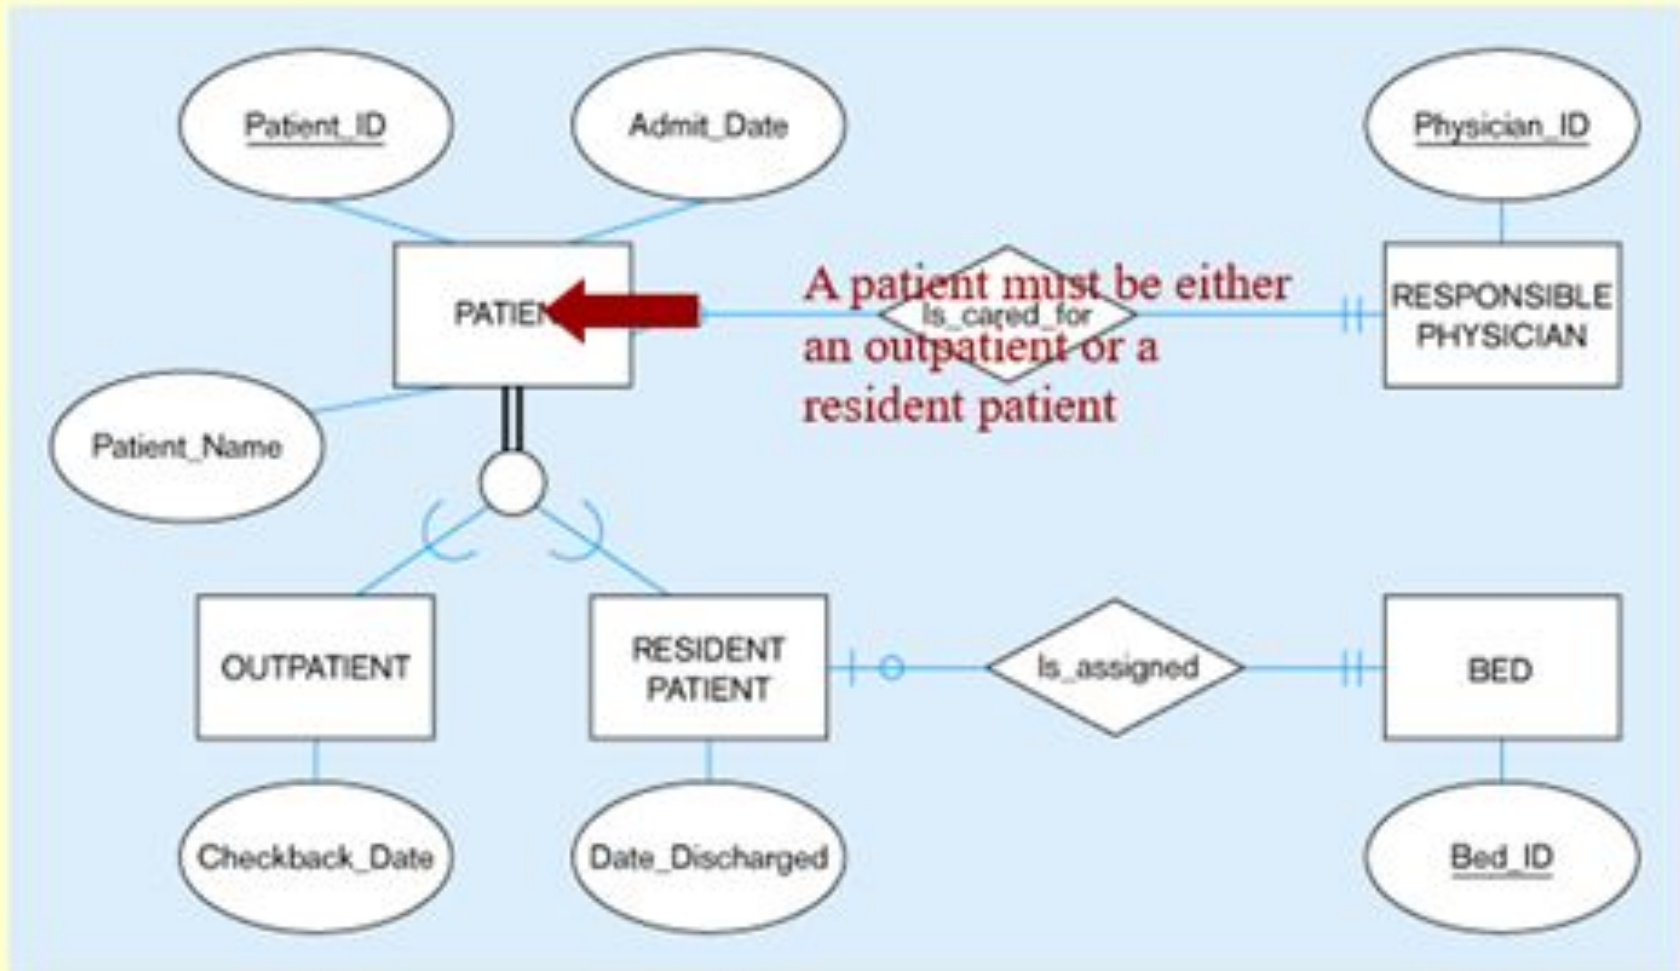 Patient_ID
Admit_Date
Physician_ID
A patient must be either
PATIEN
Is_cared_for
RESPONSIBLE
PHYSICIAN
an outpatient or a
resident patient
Patient_Name
OUTPATIENT
RESIDENT
PATIENT
Is_assigned
BED
Checkback_Date
Date_Discharged
Bed_ID